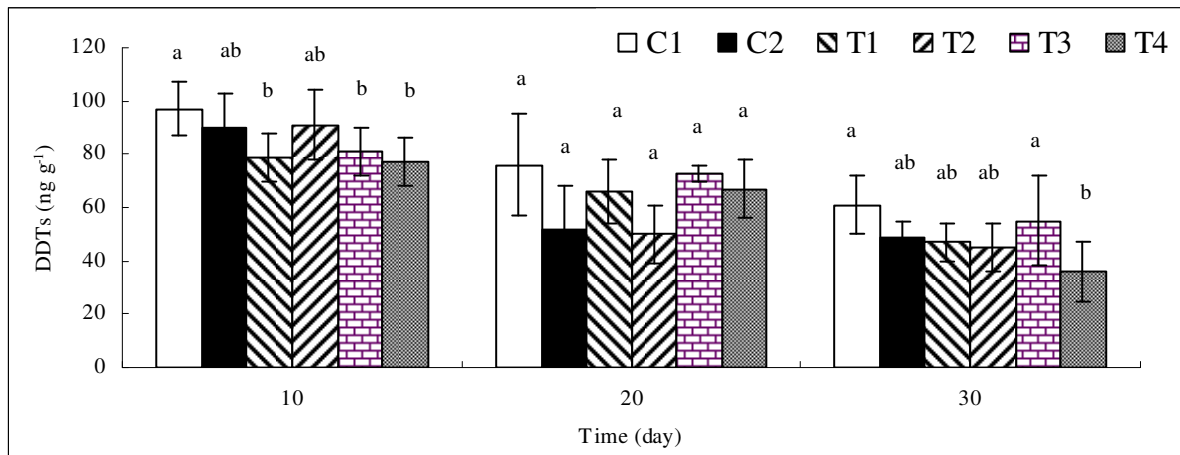 C1 C2 T1 T2 T3 T4
120
100
80
60
40
20
0
DDTs (ng g⁻¹)
a ab b ab b b
a a a a a a
a ab ab ab a b
10 20 30
Time (day)